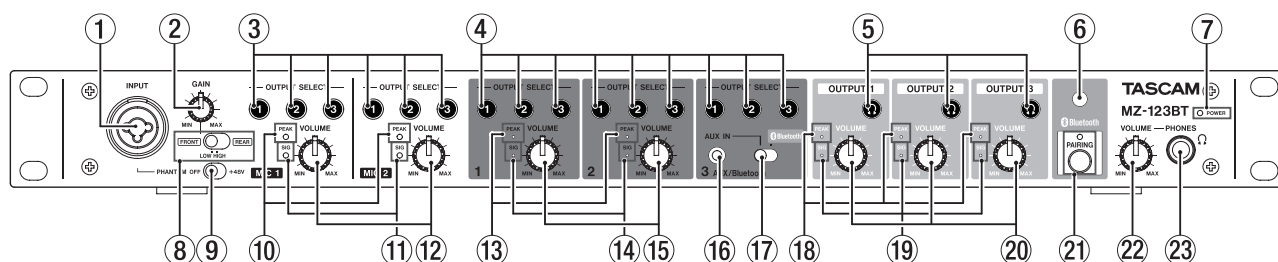 1 2 3 4 5 6 7
INPUT
GAIN
MIN MAX
FRONT REAR
LOW HIGH
PHANTOM OFF +48V
OUTPUT SELECT
1 2 3
PEAK
SIG
VOLUME
MIN MAX
MIC 1
OUTPUT SELECT
1 2 3
PEAK
SIG
VOLUME
MIN MAX
MIC 2
OUTPUT SELECT
1 2 3
PEAK
SIG
VOLUME
MIN MAX
1
OUTPUT SELECT
1 2 3
PEAK
SIG
VOLUME
MIN MAX
2
OUTPUT SELECT
1 2 3
AUX IN
Bluetooth
3 AUX/Bluetooth
OUTPUT 1
PEAK
SIG
VOLUME
MIN MAX
OUTPUT 2
PEAK
SIG
VOLUME
MIN MAX
OUTPUT 3
PEAK
SIG
VOLUME
MIN MAX
Bluetooth
PAIRING
TASCAM
MZ-123BT
POWER
VOLUME PHONES
MIN MAX
8 9 10 11 12 13 14 15 16 17 18 19 20 21 22 23